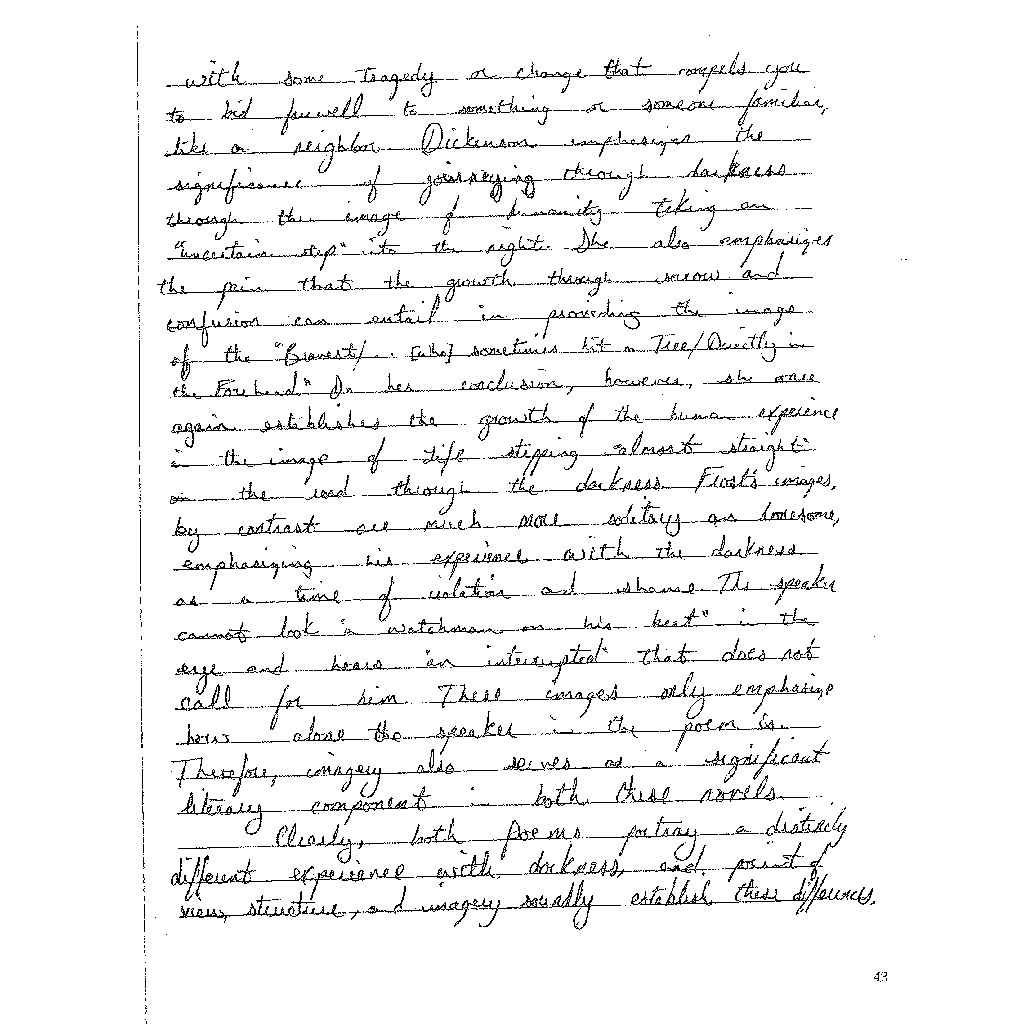 with some tragedy or change that compels you
to bid farewell to something or someone familiar,
like a neighbor. Dickenson emphasizes the
significance of journeying through darkness
through the image of humanity taking an
"uncertain step" into the night. She also emphasizes
the pain that the growth through sorrow and
confusion can entail in providing the image
of the "Bravest/ . . [who] sometimes hit a Tree/Directly in
the Forehead" In her conclusion, however, she once
again establishes the growth of the human experience
in the image of Life stepping "almost straight"
on the road through the darkness. Frost's images,
by contrast are much more solitary and lonesome,
emphasizing his experience with the darkness
as a time of isolation and shame. The speaker
cannot look "a watchman on his beat" in the
eye and hears "an interrupted" that does not
call for him. These images only emphasize
how alone the speaker in the poem is.
Therefore, imagery also serves as a significant
literary component in both these novels.
Clearly, both Poems portray a distinctly
different experience with darkness, and point of
view, structure, and imagery establish these differences.
43